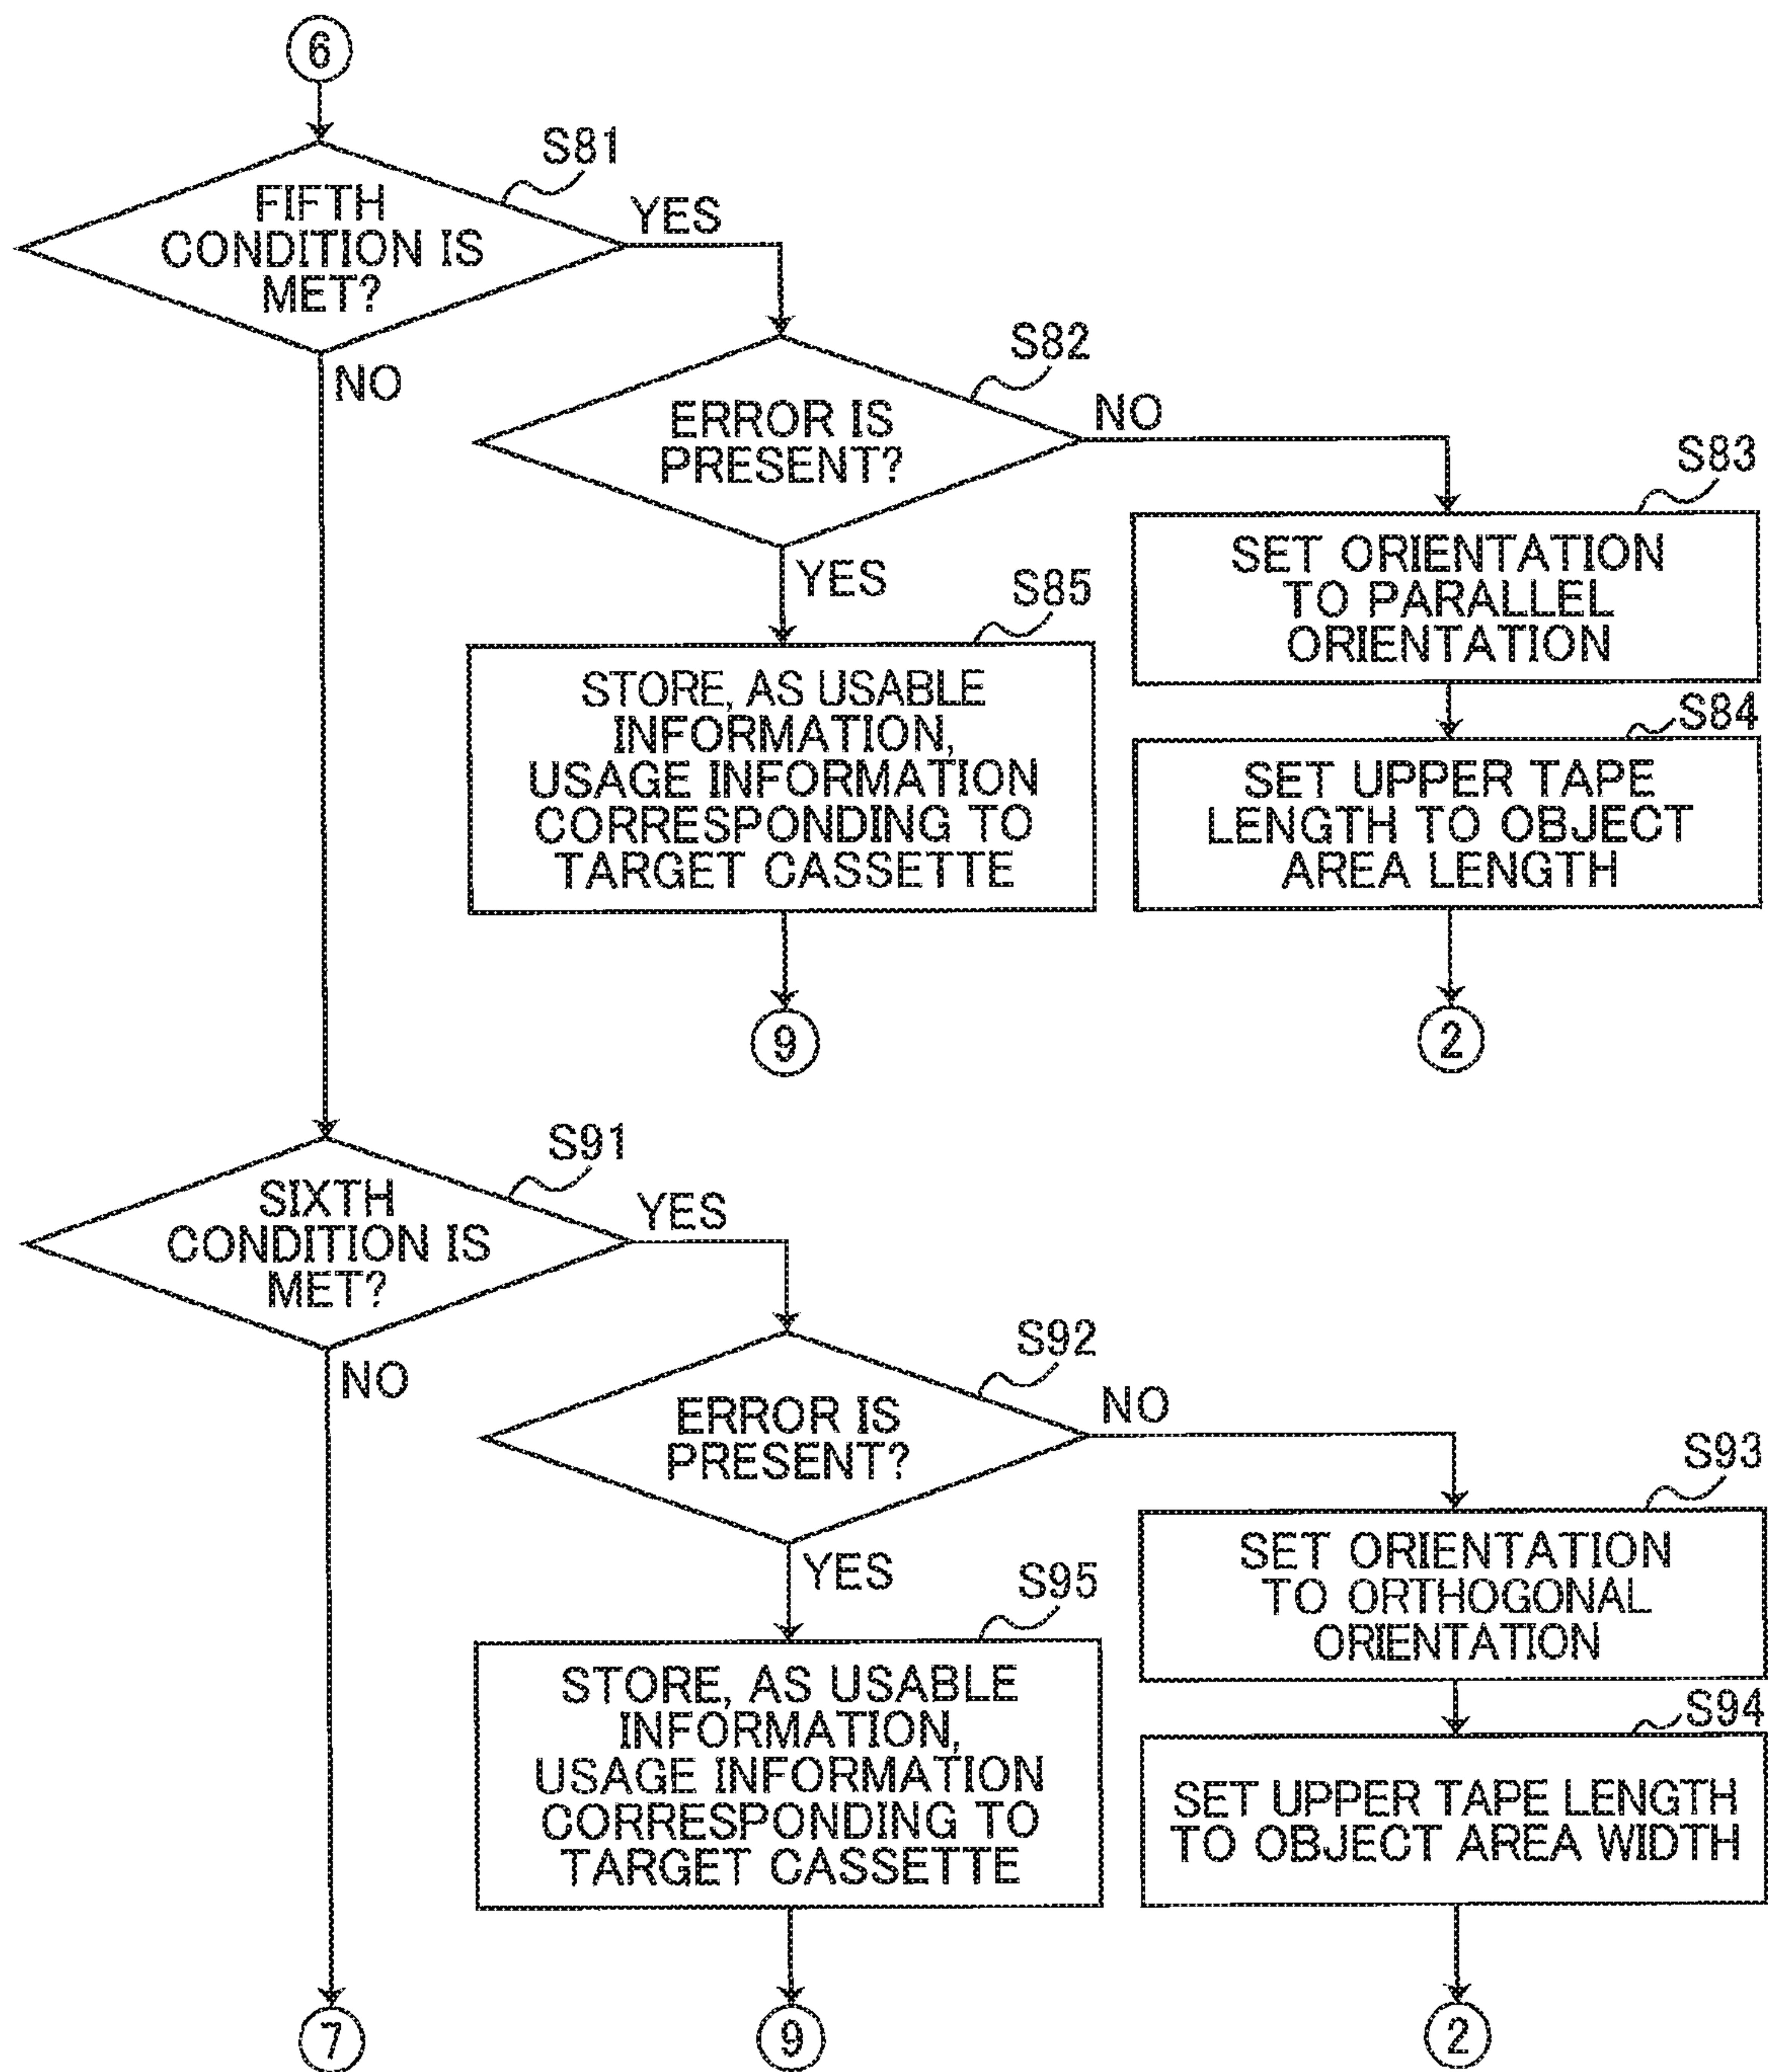 6
S81
FIFTH
CONDITION IS
MET?
YES
NO
S82
ERROR IS
PRESENT?
NO
YES
S83
SET ORIENTATION
TO PARALLEL
ORIENTATION
S84
SET UPPER TAPE
LENGTH TO OBJECT
AREA LENGTH
2
S85
STORE, AS USABLE
INFORMATION,
USAGE INFORMATION
CORRESPONDING TO
TARGET CASSETTE
9
S91
SIXTH
CONDITION IS
MET?
YES
NO
S92
ERROR IS
PRESENT?
NO
YES
S93
SET ORIENTATION
TO ORTHOGONAL
ORIENTATION
S94
SET UPPER TAPE LENGTH
TO OBJECT AREA WIDTH
2
S95
STORE, AS USABLE
INFORMATION,
USAGE INFORMATION
CORRESPONDING TO
TARGET CASSETTE
9
7